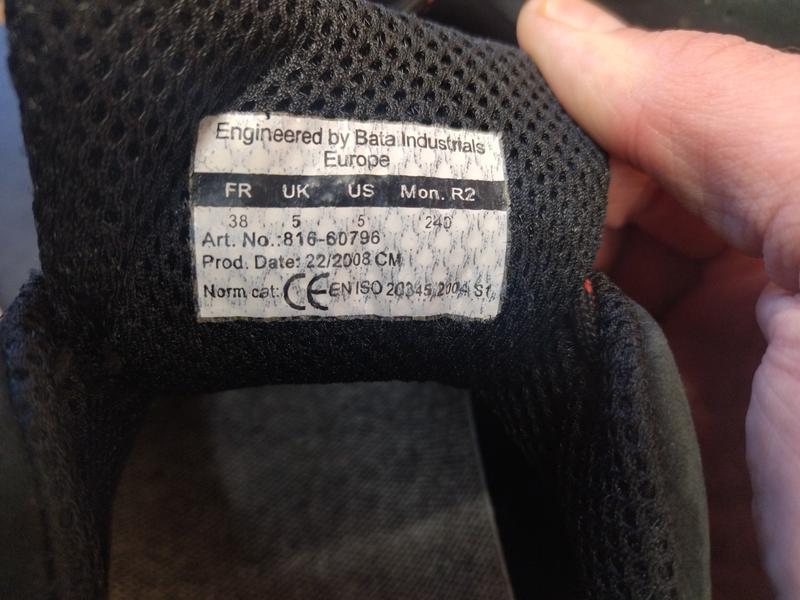 Engineered by Bata Industrials
Europe
FR UK US Mon. R2
38 5 5 240
Art. No.:816-60796
Prod. Date: 22/2008 CM
Norm cat: CE EN ISO 20345,2004 S1